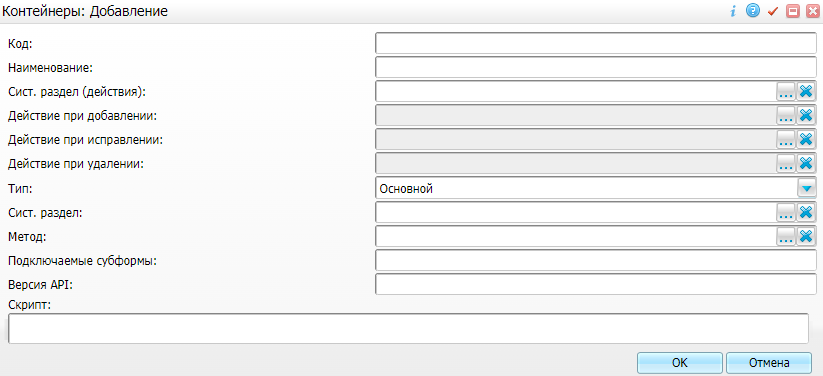 Контейнеры: Добавление
Код:
Наименование:
Сист. раздел (действия):
...
Действие при добавлении:
...
Действие при исправлении:
...
Действие при удалении:
...
Тип:
Основной
Сист. раздел:
...
Метод:
...
Подключаемые субформы:
Версия API:
Скрипт:
OK
Отмена